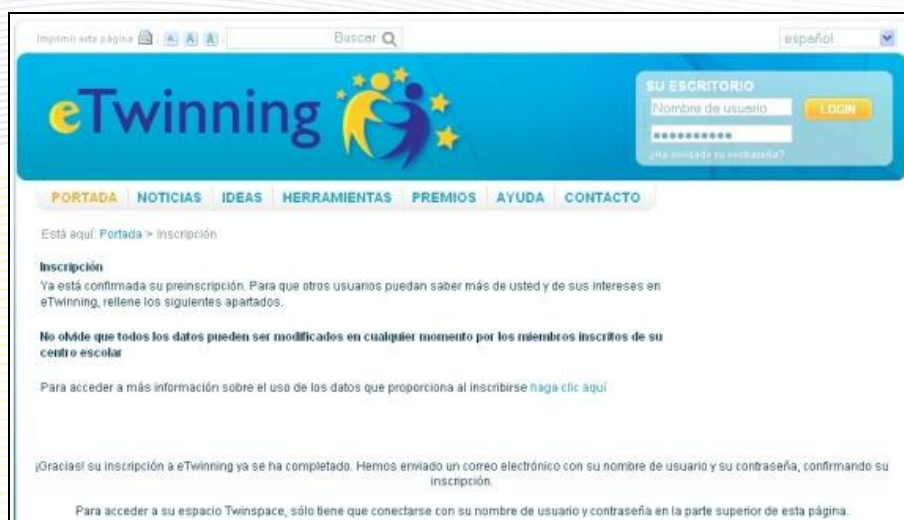 Imprimir esta página A A A Buscar español
eTwinning
SU ESCRITORIO
Nombre de usuario LOGIN
¿Ha olvidado su contraseña?
PORTADA NOTICIAS IDEAS HERRAMIENTAS PREMIOS AYUDA CONTACTO
Está aquí: Portada > Inscripción
Inscripción
Ya está confirmada su preinscripción. Para que otros usuarios puedan saber más de usted y de sus intereses en
eTwinning, rellene los siguientes apartados.
No olvide que todos los datos pueden ser modificados en cualquier momento por los miembros inscritos de su
centro escolar
Para acceder a más información sobre el uso de los datos que proporciona al inscribirse haga clic aquí
¡Gracias! su inscripción a eTwinning ya se ha completado. Hemos enviado un correo electrónico con su nombre de usuario y su contraseña, confirmando su
inscripción.
Para acceder a su espacio Twinspace, sólo tiene que conectarse con su nombre de usuario y contraseña en la parte superior de esta página.